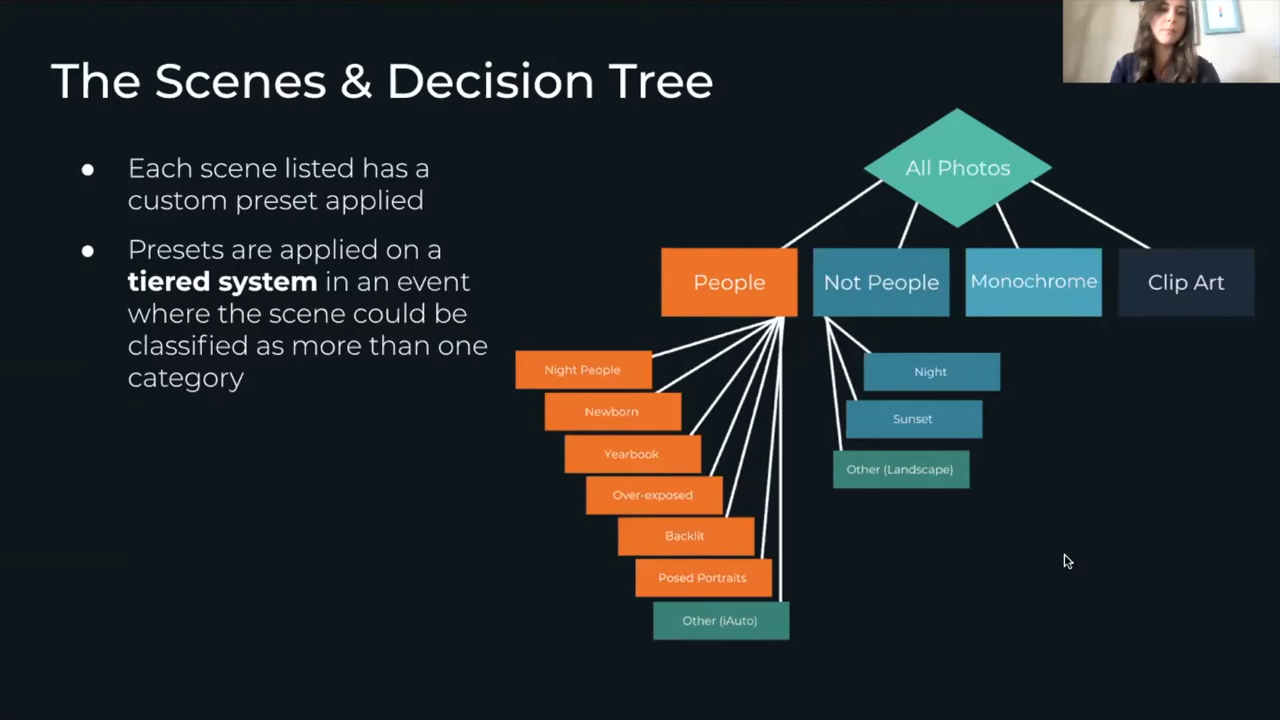 The Scenes & Decision Tree
● Each scene listed has a
custom preset applied
● Presets are applied on a
tiered system in an event
where the scene could be
classified as more than one
category
All Photos
People
Not People
Monochrome
Clip Art
Night People
Newborn
Yearbook
Over-exposed
Backlit
Posed Portraits
Other (iAuto)
Night
Sunset
Other (Landscape)